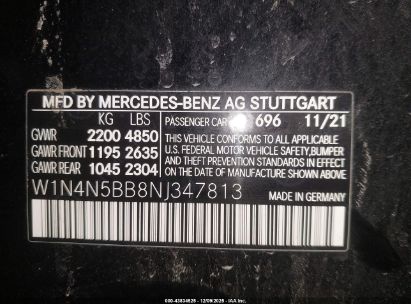 MFD BY MERCEDES-BENZ AG STUTTGART
KG LBS PASSENGER CAR 696 11/21
GVWR 2200 4850 THIS VEHICLE CONFORMS TO ALL APPLICABLE
GAWR FRONT 1195 2635 U.S. FEDERAL MOTOR VEHICLE SAFETY, BUMPER
GAWR REAR 1045 2304 AND THEFT PREVENTION STANDARDS IN EFFECT
ON THE DATE OF MANUFACTURE SHOWN ABOVE
W1N4N5BB8NJ347813 MADE IN GERMANY